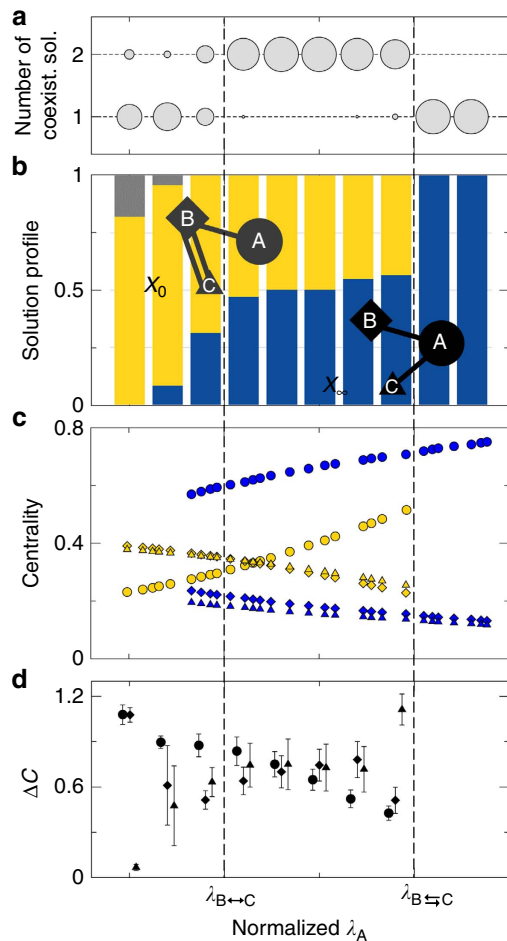 a
Number of
coexist. sol.
2
1
b
Solution profile
1
0.5
0
B
A
C
X₀
B
A
C
X∞
c
Centrality
0.8
0.4
0
d
ΔC
1.2
0.6
0
λB↔C
λB⇆C
Normalized λA